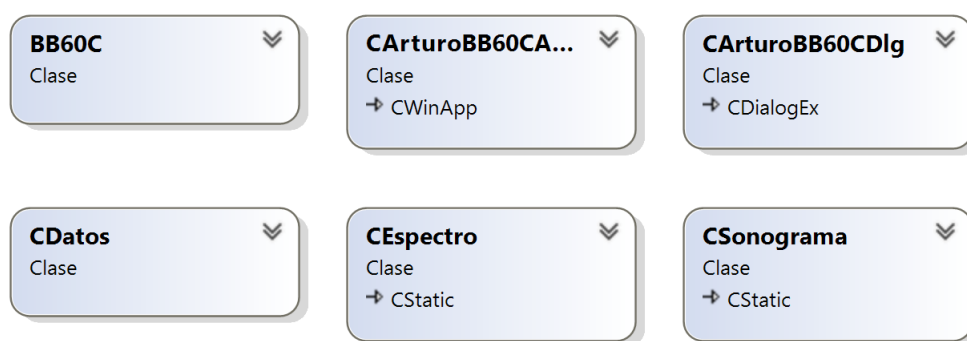 BB60C
Clase
CArturoBB60CA...
Clase
CWinApp
CArturoBB60CDlg
Clase
CDialogEx
CDatos
Clase
CEspectro
Clase
CStatic
CSonograma
Clase
CStatic